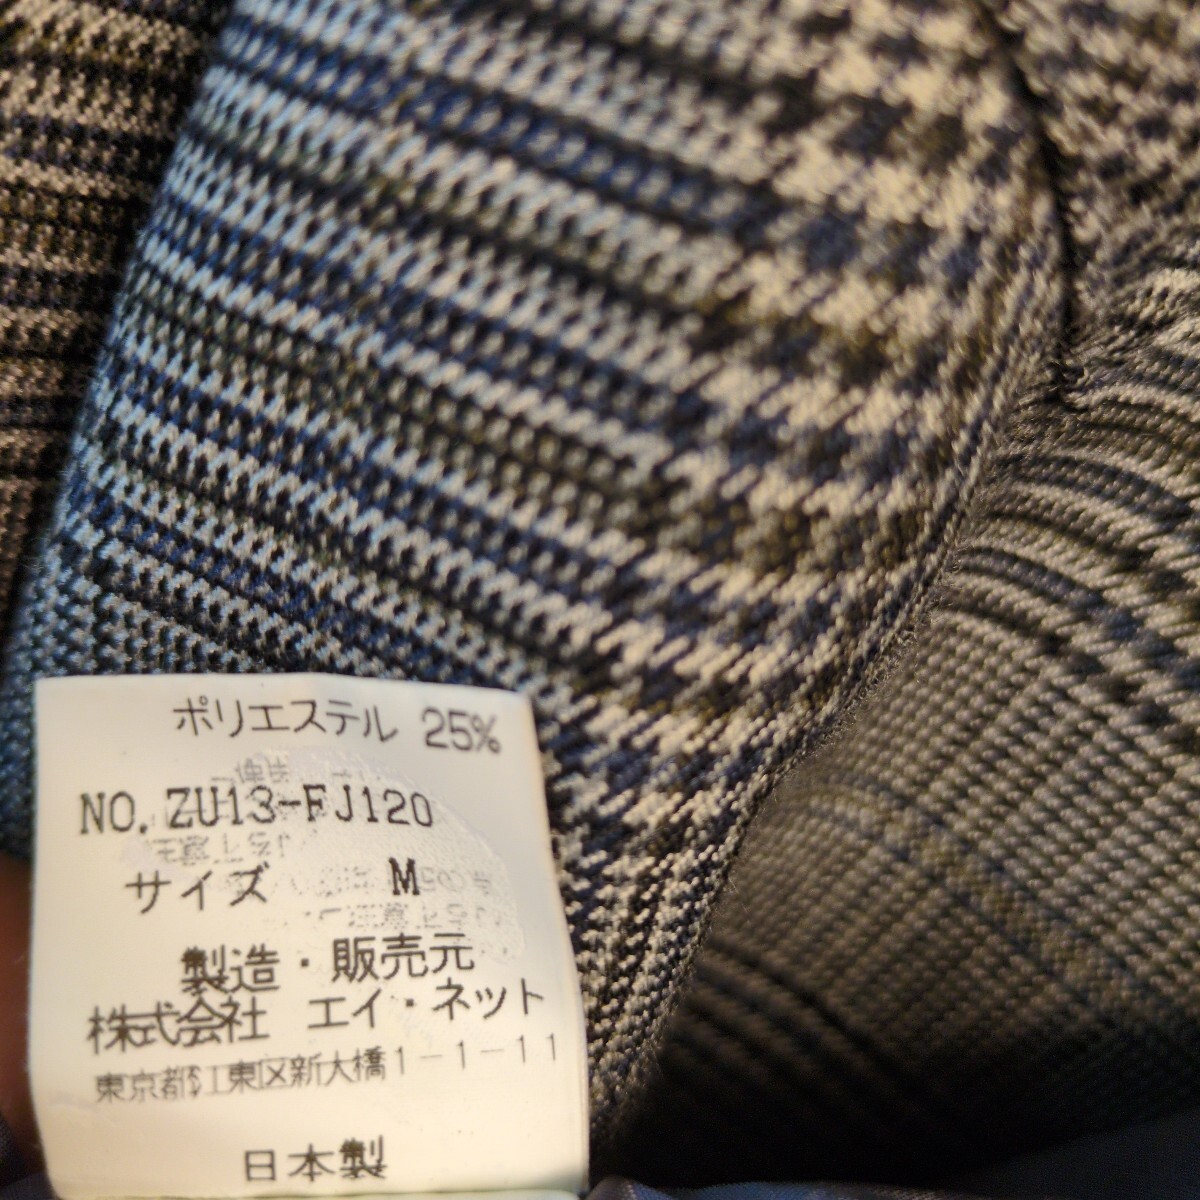 ポリエステル 25%
NO. ZU13-FJ120
サイズ M
製造・販売元
株式会社 エイ・ネット
東京都江東区新大橋1-1-11
日本製